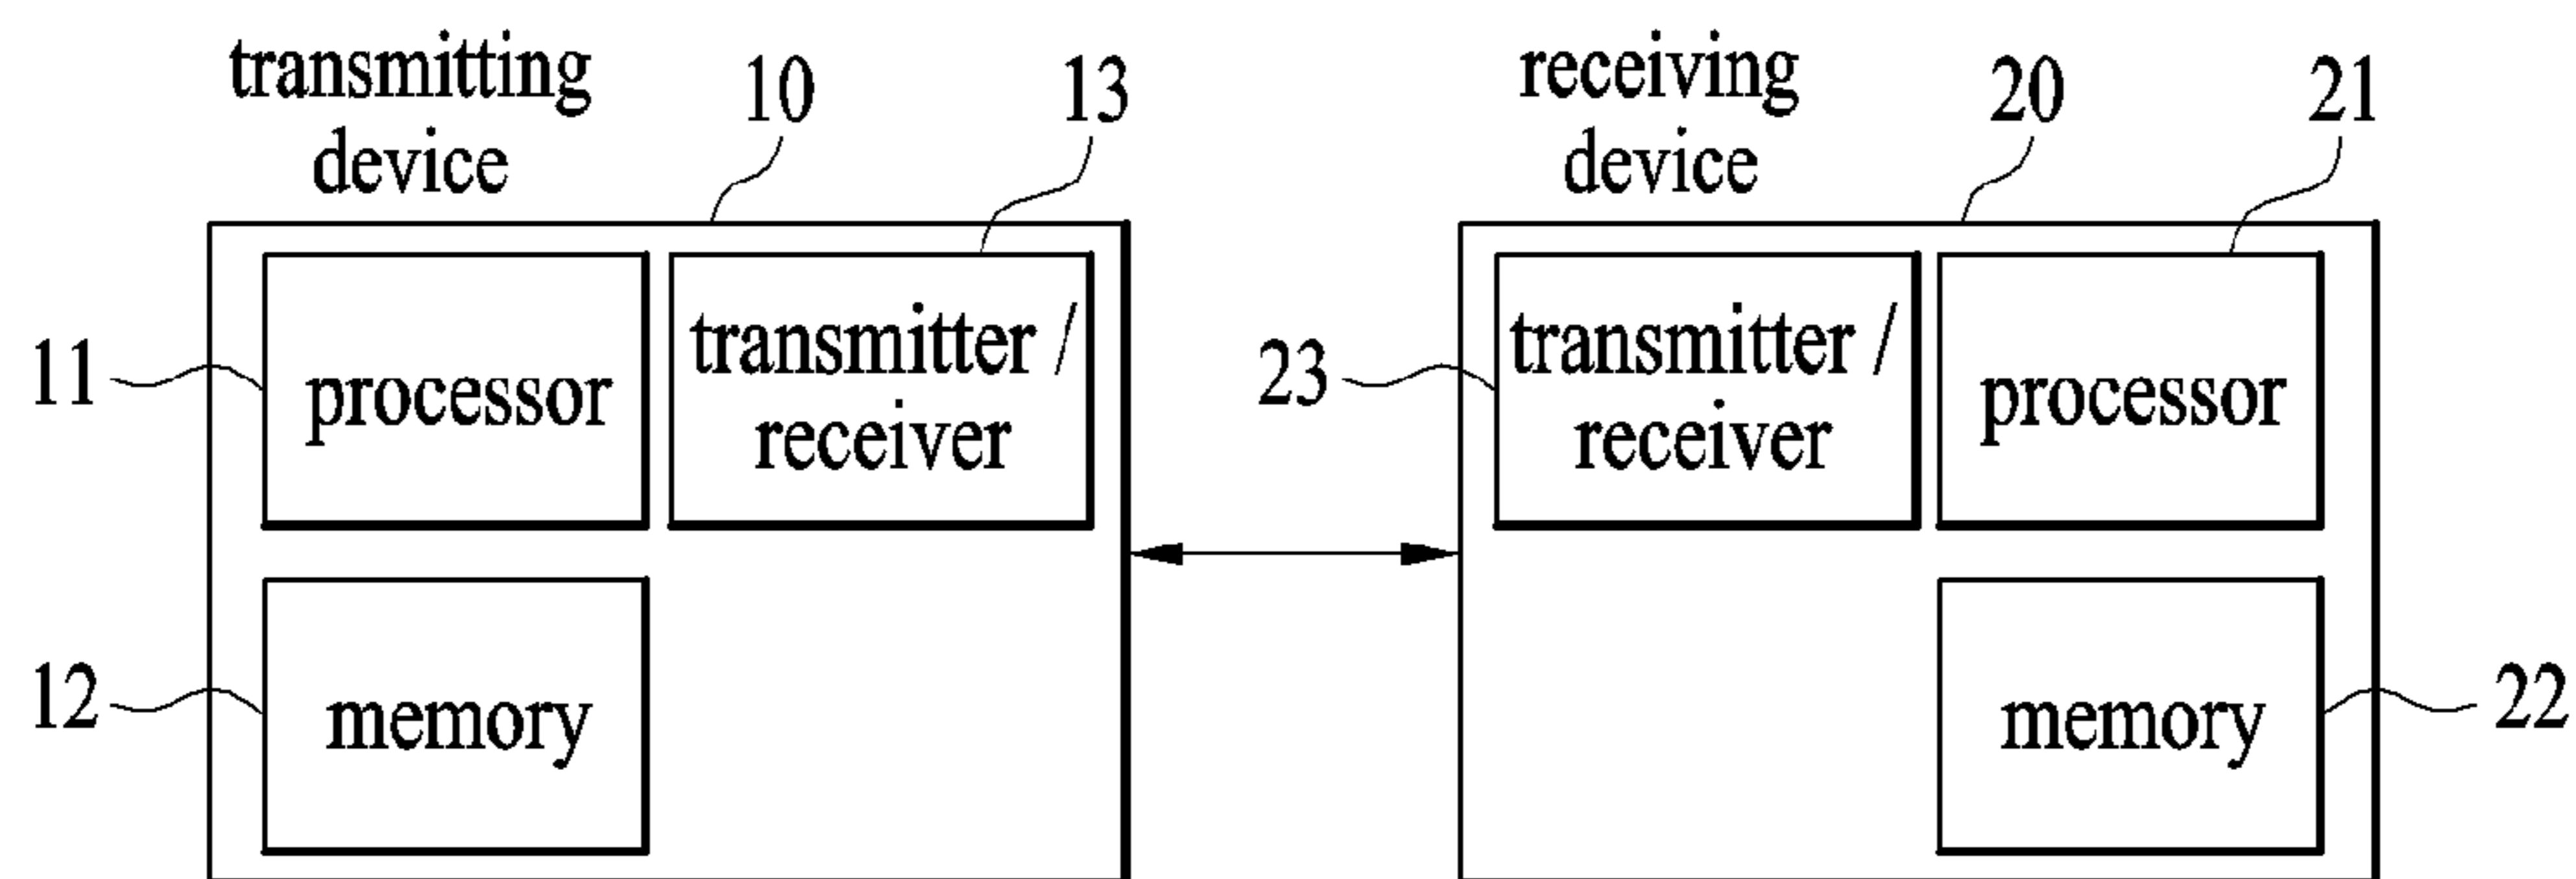 transmitting
device
10
13
receiving
device
20
21
11
processor
transmitter /
receiver
23
transmitter /
receiver
processor
12
memory
memory
22